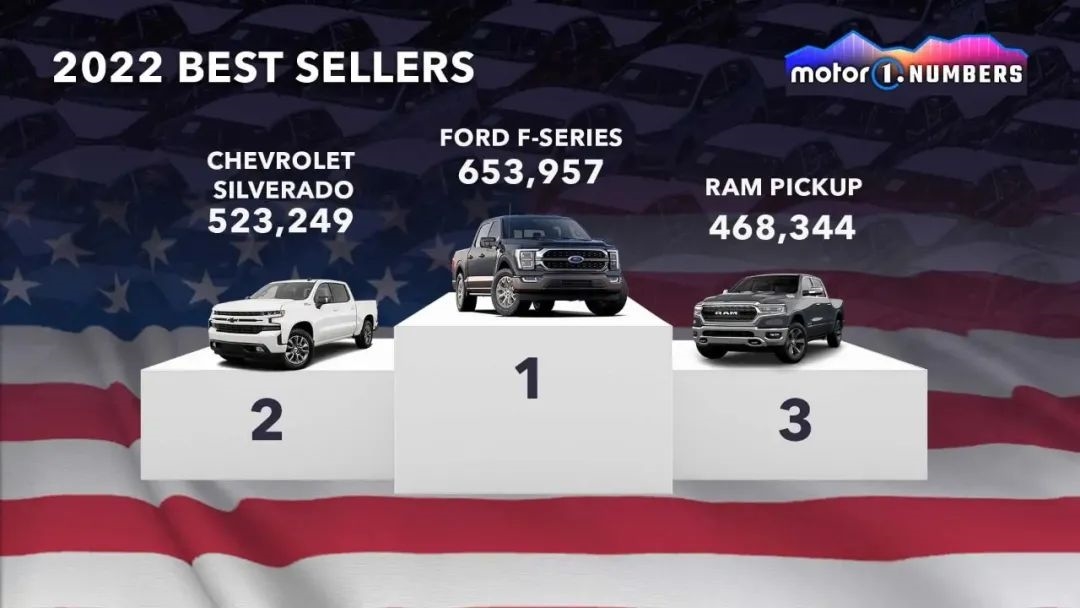 2022 BEST SELLERS
motor1.NUMBERS
FORD F-SERIES
653,957
CHEVROLET
SILVERADO
523,249
RAM PICKUP
468,344
RAM
1
2
3